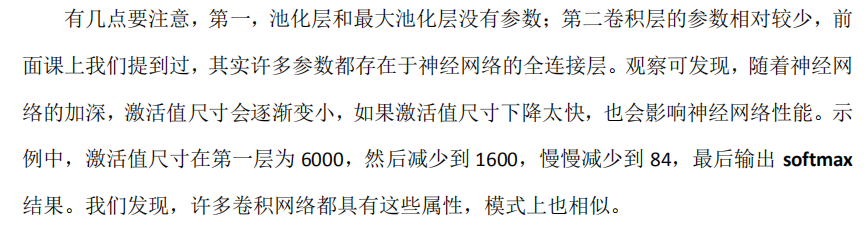 有几点要注意，第一，池化层和最大池化层没有参数；第二卷积层的参数相对较少，前
面课上我们提到过，其实许多参数都存在于神经网络的全连接层。观察可发现，随着神经网
络的加深，激活值尺寸会逐渐变小，如果激活值尺寸下降太快，也会影响神经网络性能。示
例中，激活值尺寸在第一层为 6000，然后减少到 1600，慢慢减少到 84，最后输出 softmax
结果。我们发现，许多卷积网络都具有这些属性，模式上也相似。